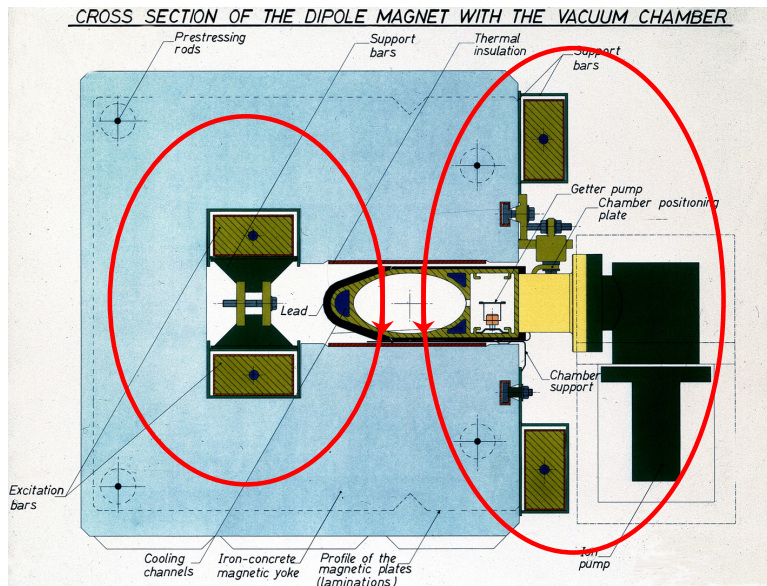 CROSS SECTION OF THE DIPOLE MAGNET WITH THE VACUUM CHAMBER
Prestressing
rods
Support
bars
Thermal
insulation
Support
bars
Getter pump
Chamber positioning
plate
Lead
Chamber
support
Excitation
bars
Cooling
channels
Iron-concrete
magnetic yoke
Profile of the
magnetic plates
(laminations)
Ion
pump